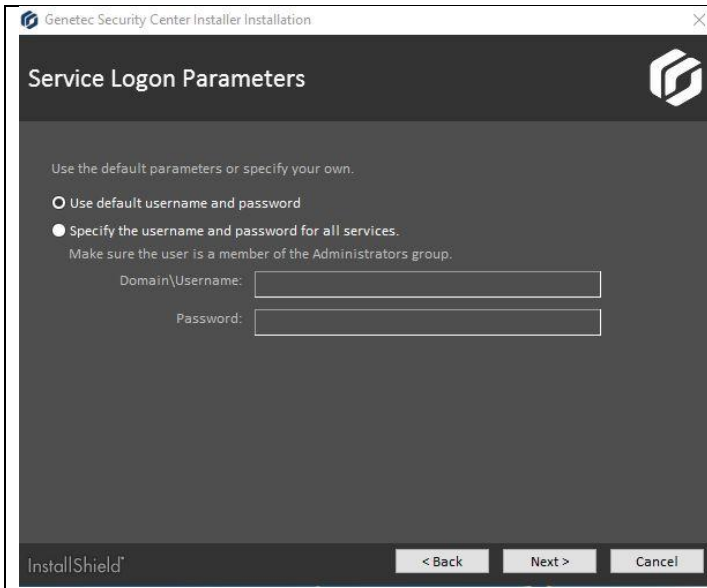 Genetec Security Center Installer Installation
Service Logon Parameters
Use the default parameters or specify your own.
Use default username and password
Specify the username and password for all services.
Make sure the user is a member of the Administrators group.
Domain\Username:
Password:
InstallShield
< Back
Next >
Cancel